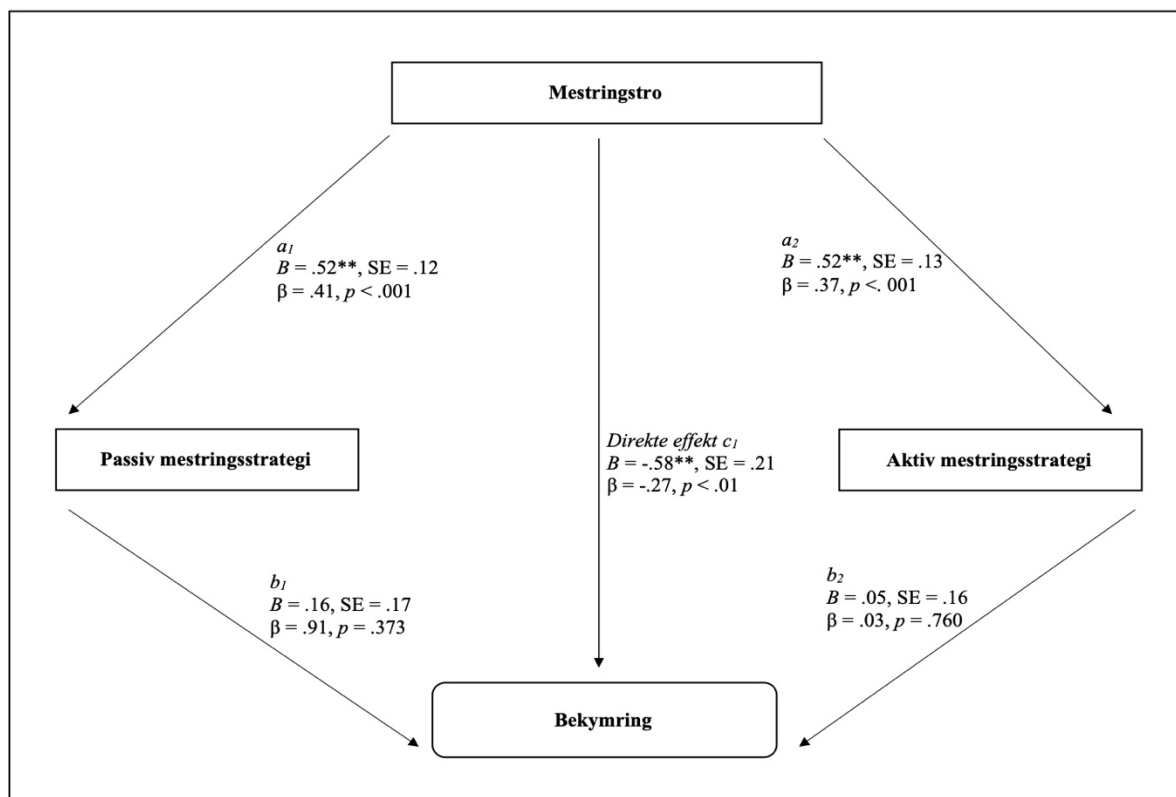 Mestringstro
a1
B = .52**, SE = .12
β = .41, p < .001
a2
B = .52**, SE = .13
β = .37, p <. 001
Passiv mestringsstrategi
Direkte effekt c1
B = -.58**, SE = .21
β = -.27, p < .01
Aktiv mestringsstrategi
b1
B = .16, SE = .17
β = .91, p = .373
b2
B = .05, SE = .16
β = .03, p = .760
Bekymring